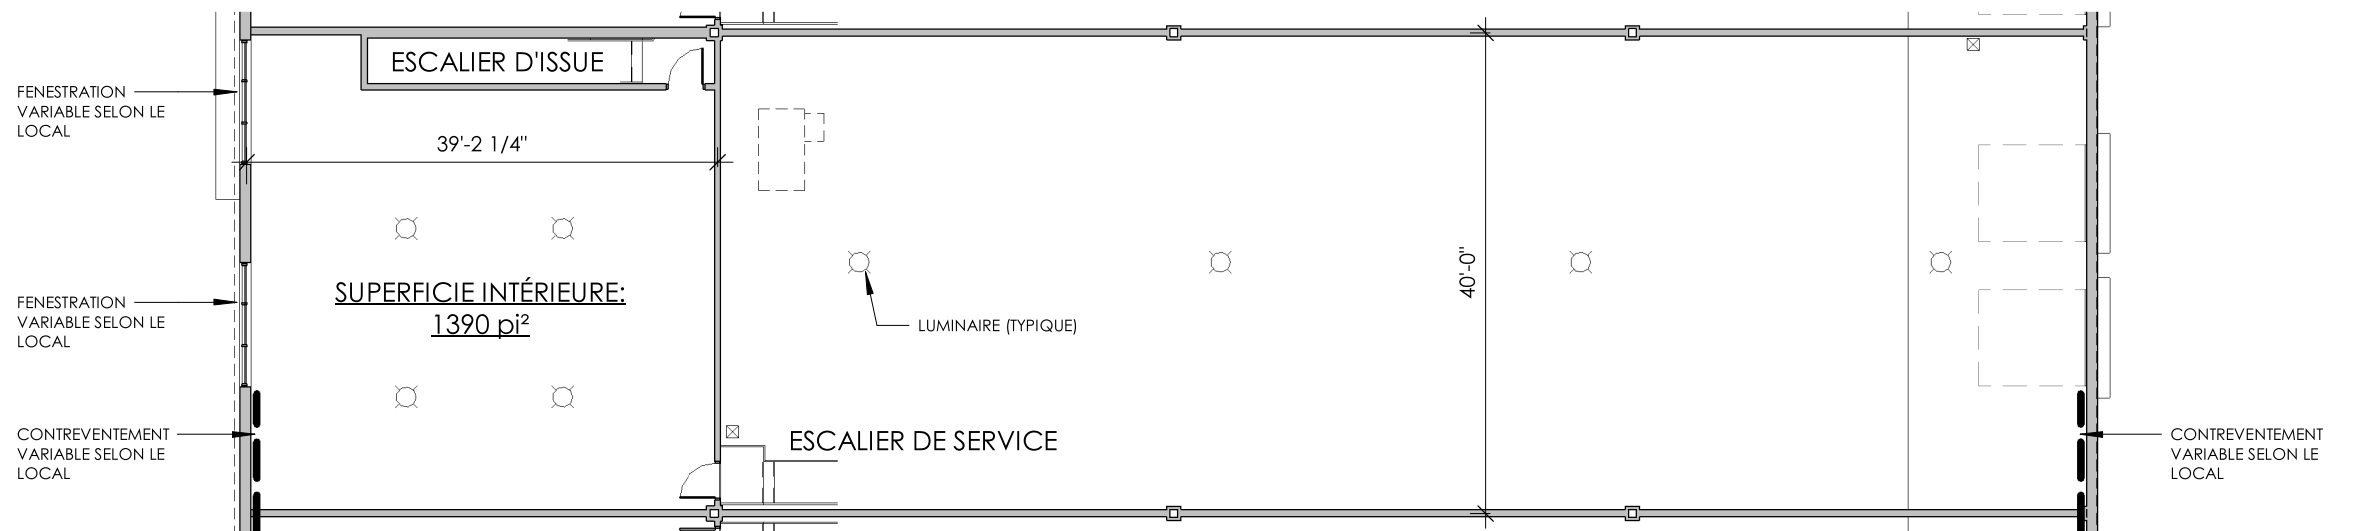 ESCALIER D'ISSUE
FENESTRATION
VARIABLE SELON LE
LOCAL
39'-2 1/4"
40'-0"
SUPERFICIE INTÉRIEURE:
1390 pi²
FENESTRATION
VARIABLE SELON LE
LOCAL
LUMINAIRE (TYPIQUE)
ESCALIER DE SERVICE
CONTREVENTEMENT
VARIABLE SELON LE
LOCAL
CONTREVENTEMENT
VARIABLE SELON LE
LOCAL